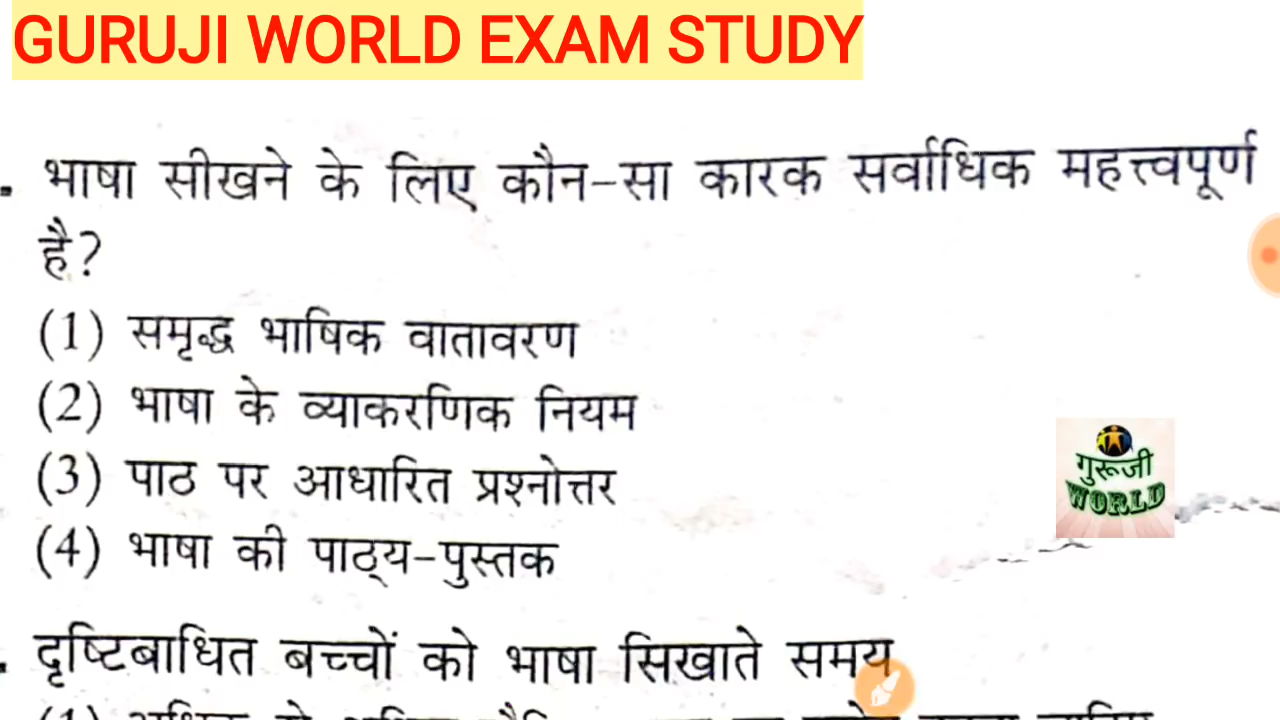 GURUJI WORLD EXAM STUDY
भाषा सीखने के लिए कौन-सा कारक सर्वाधिक महत्त्वपूर्ण
है?
(1) समृद्ध भाषिक वातावरण
(2) भाषा के व्याकरणिक नियम
(3) पाठ पर आधारित प्रश्नोत्तर
(4) भाषा की पाठ्य-पुस्तक
गुरूजी
WORLD
. दृष्टिबाधित बच्चों को भाषा सिखाते समय